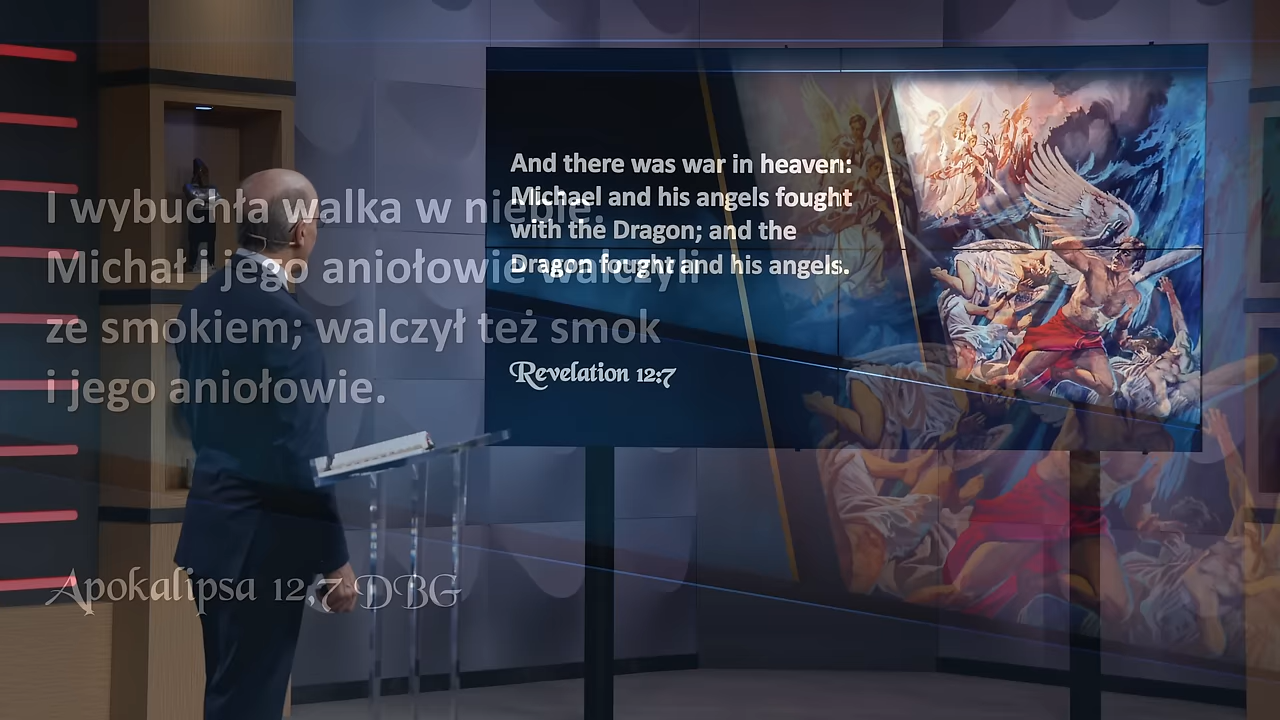 I wybuchła walka w niebie:
Michał i jego aniołowie walczyli
ze smokiem; walczył też smok
i jego aniołowie.
Apokalipsa 12:7 DBG
And there was war in heaven:
Michael and his angels fought
with the Dragon; and the
Dragon fought and his angels.
Revelation 12:7